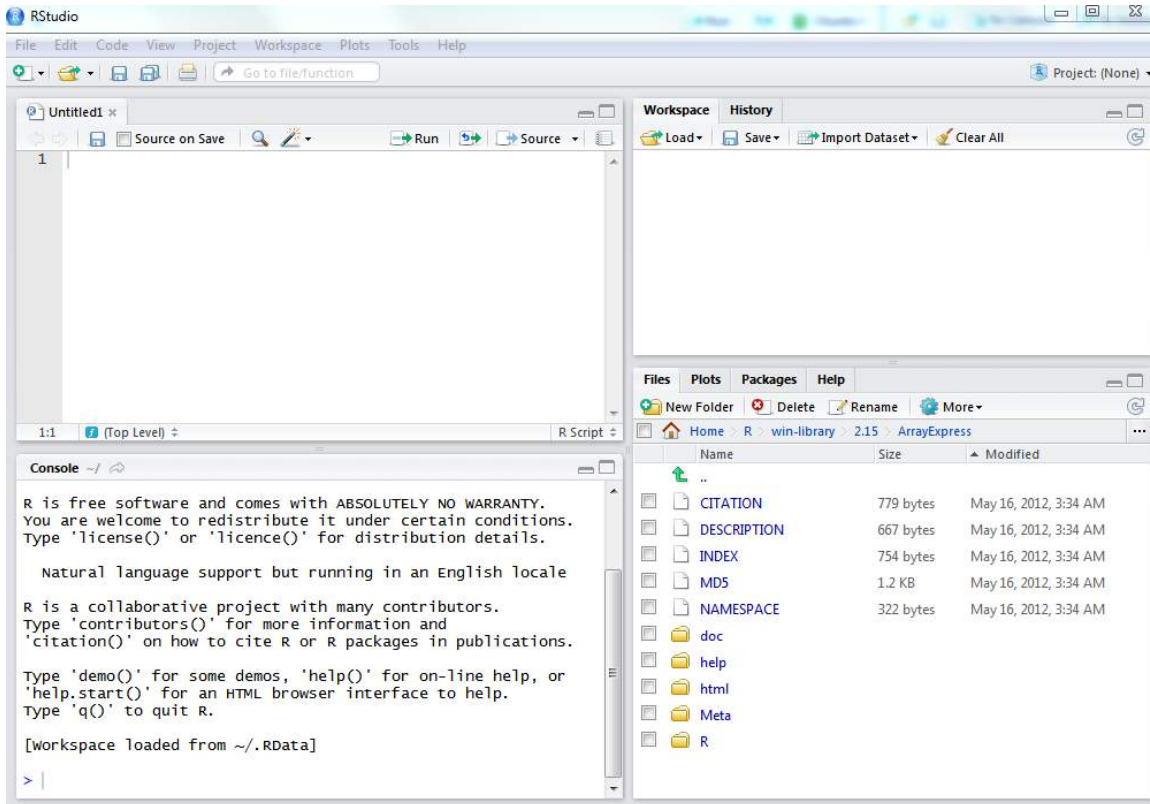 RStudio
File Edit Code View Project Workspace Plots Tools Help
Go to file/function
Project: (None)
Untitled1
Source on Save
Run
Source
1
1:1 (Top Level)
R Script
Console ~/
R is free software and comes with ABSOLUTELY NO WARRANTY.
You are welcome to redistribute it under certain conditions.
Type 'license()' or 'licence()' for distribution details.
Natural language support but running in an English locale
R is a collaborative project with many contributors.
Type 'contributors()' for more information and
'citation()' on how to cite R or R packages in publications.
Type 'demo()' for some demos, 'help()' for on-line help, or
'help.start()' for an HTML browser interface to help.
Type 'q()' to quit R.
[Workspace loaded from ~/.RData]
>
Workspace History
Load Save Import Dataset Clear All
Files Plots Packages Help
New Folder Delete Rename More
Home R win-library 2.15 ArrayExpress
...
Name Size Modified
..
CITATION 779 bytes May 16, 2012, 3:34 AM
DESCRIPTION 667 bytes May 16, 2012, 3:34 AM
INDEX 754 bytes May 16, 2012, 3:34 AM
MD5 1.2 KB May 16, 2012, 3:34 AM
NAMESPACE 322 bytes May 16, 2012, 3:34 AM
doc
help
html
Meta
R